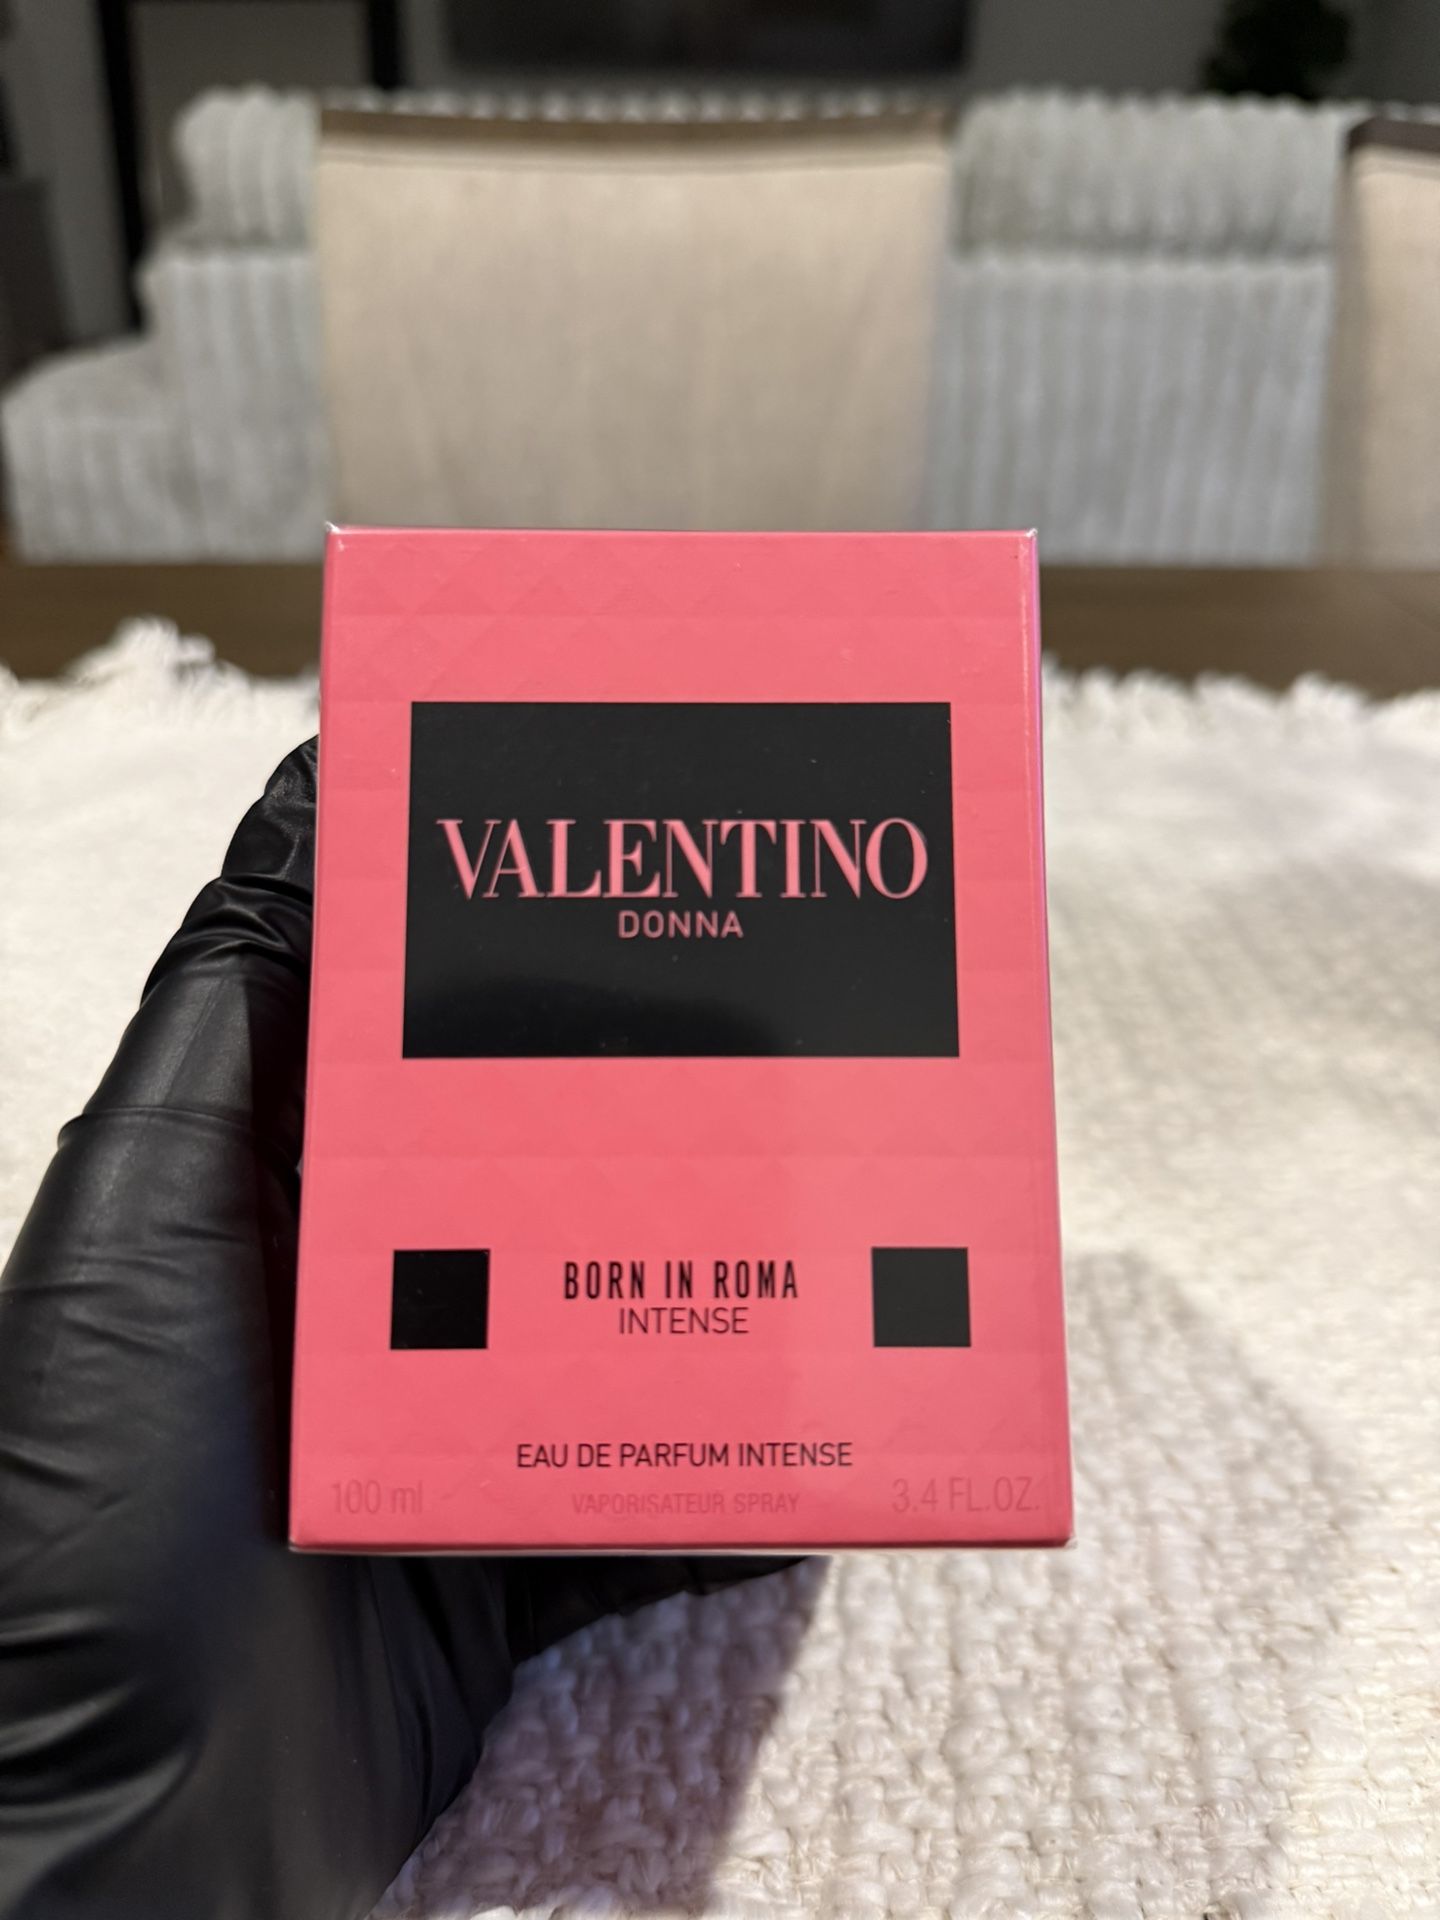 VALENTINO
DONNA
BORN IN ROMA
INTENSE
EAU DE PARFUM INTENSE
100 ml VAPORISATEUR SPRAY 3.4 FL.OZ.